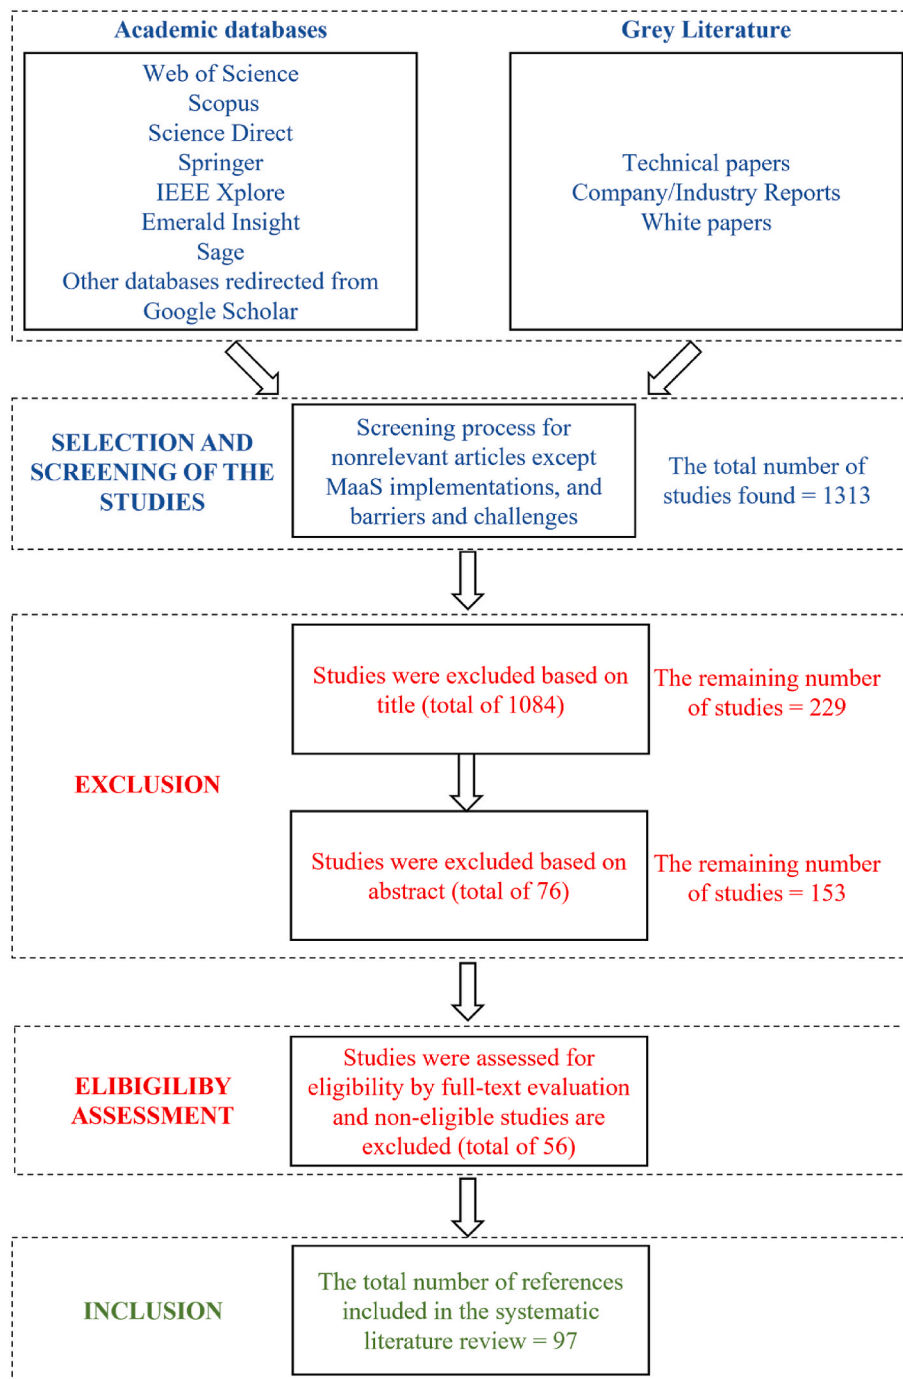 Academic databases
Web of Science
Scopus
Science Direct
Springer
IEEE Xplore
Emerald Insight
Sage
Other databases redirected from
Google Scholar
Grey Literature
Technical papers
Company/Industry Reports
White papers
SELECTION AND
SCREENING OF THE
STUDIES
Screening process for
nonrelevant articles except
MaaS implementations, and
barriers and challenges
The total number of
studies found = 1313
EXCLUSION
Studies were excluded based on
title (total of 1084)
The remaining number
of studies = 229
Studies were excluded based on
abstract (total of 76)
The remaining number
of studies = 153
ELIBIGILIBY
ASSESSMENT
Studies were assessed for
eligibility by full-text evaluation
and non-eligible studies are
excluded (total of 56)
INCLUSION
The total number of references
included in the systematic
literature review = 97